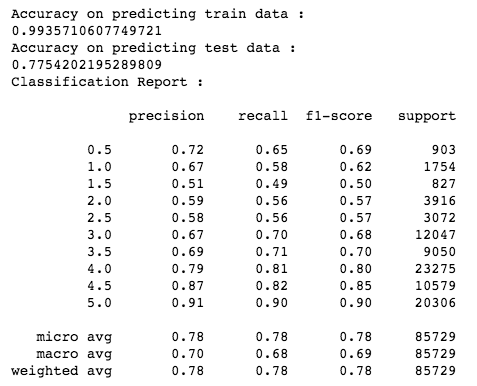 Accuracy on predicting train data :
0.9935710607749721
Accuracy on predicting test data :
0.7754202195289809
Classification Report :
precision recall f1-score support
0.5 0.72 0.65 0.69 903
1.0 0.67 0.58 0.62 1754
1.5 0.51 0.49 0.50 827
2.0 0.59 0.56 0.57 3916
2.5 0.58 0.56 0.57 3072
3.0 0.67 0.70 0.68 12047
3.5 0.69 0.71 0.70 9050
4.0 0.79 0.81 0.80 23275
4.5 0.87 0.82 0.85 10579
5.0 0.91 0.90 0.90 20306
micro avg 0.78 0.78 0.78 85729
macro avg 0.70 0.68 0.69 85729
weighted avg 0.78 0.78 0.78 85729